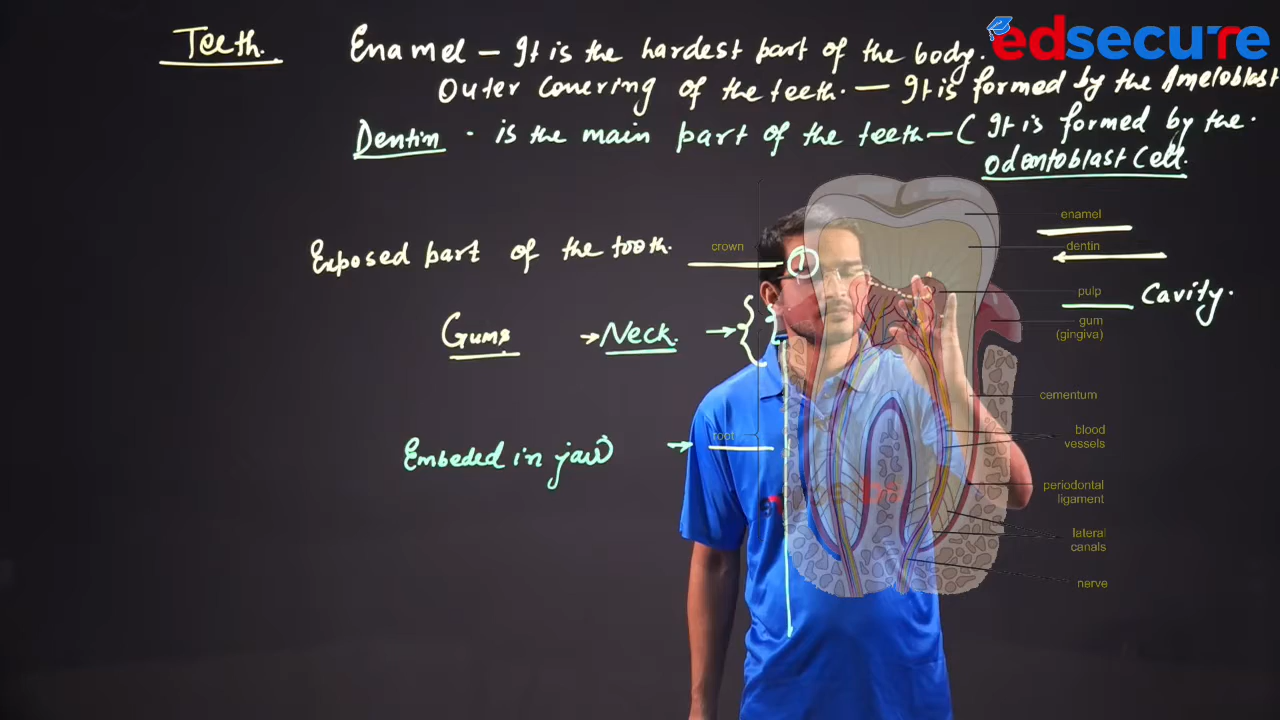 edsecure
Teeth.
Enamel - It is the hardest part of the body.
Outer covering of the teeth. - It is formed by the Ameloblast
Dentin . is the main part of the teeth - ( It is formed by the.
Odontoblast Cell.
Exposed part of the tooth.
crown
1
enamel
dentin
pulp Cavity.
gum
(gingiva)
Gums → Neck →
cementum
blood
vessels
Embeded in jaw →
root
periodontal
ligament
lateral
canals
nerve